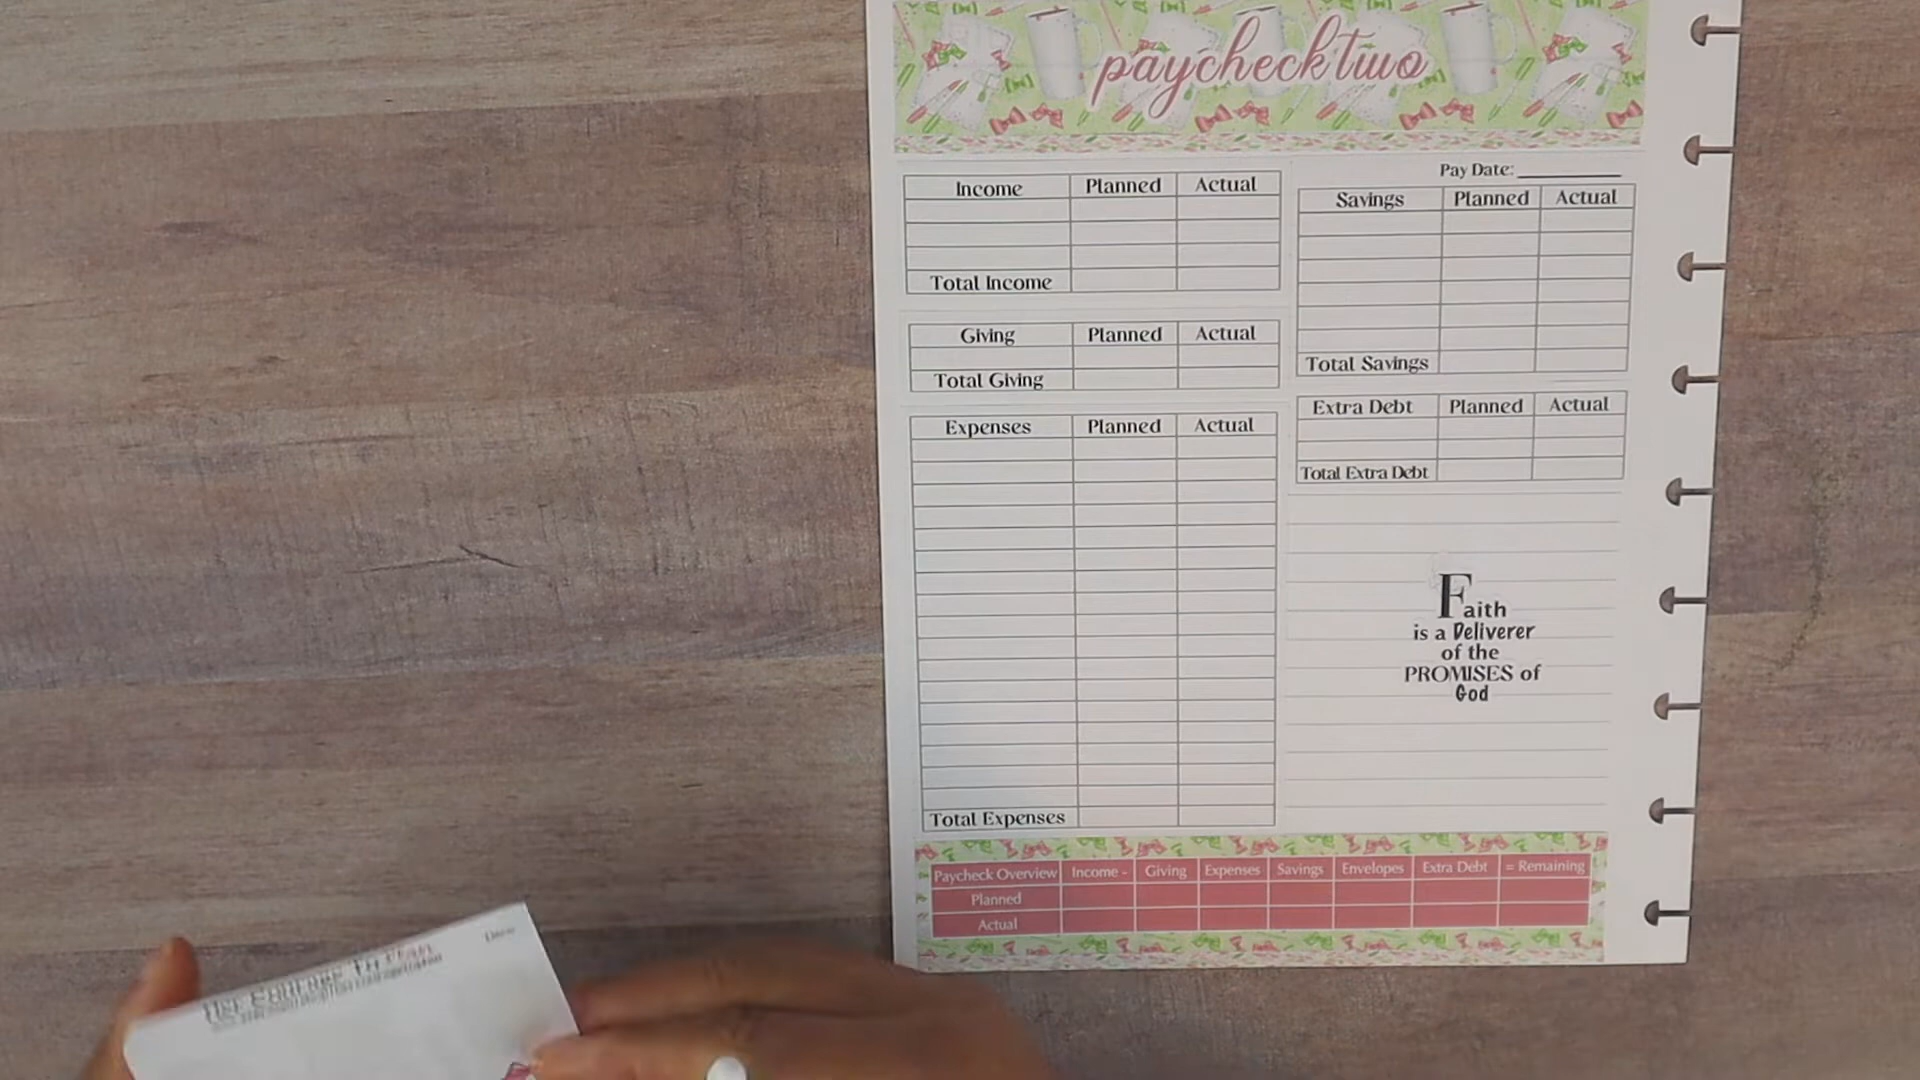 paycheck two
Pay Date:
Income Planned Actual
Total Income
Giving Planned Actual
Total Giving
Expenses Planned Actual
Total Expenses
Savings Planned Actual
Total Savings
Extra Debt Planned Actual
Total Extra Debt
Faith
is a Deliverer
of the
PROMISES of
God
Paycheck Overview Income - Giving Expenses Savings Envelopes Extra Debt = Remaining
Planned
Actual